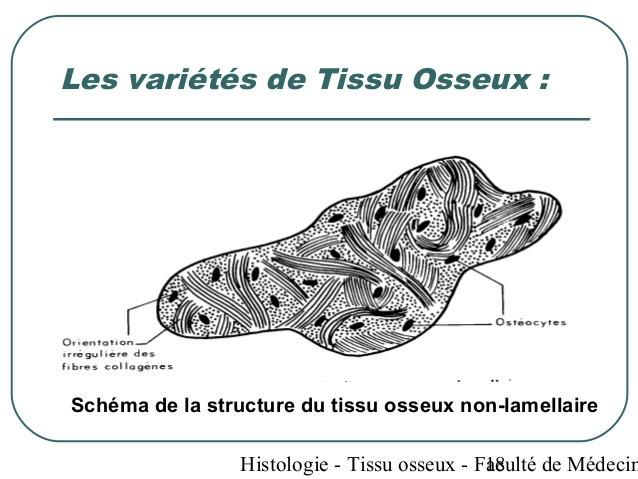 Les variétés de Tissu Osseux :
Orientation
irrégulière des
fibres collagènes
Ostéocytes
Schéma de la structure du tissu osseux non-lamellaire
Histologie - Tissu osseux - Faculté de Médecin
18